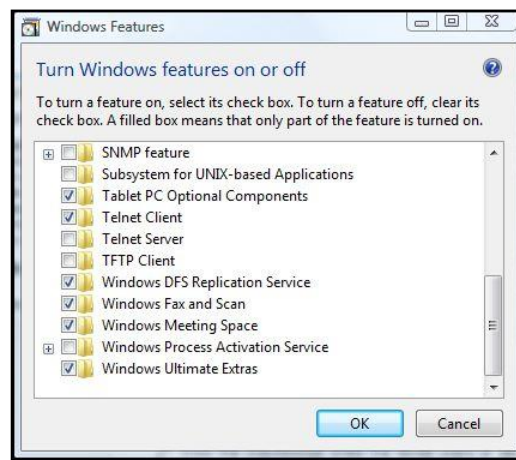 Windows Features
Turn Windows features on or off
To turn a feature on, select its check box. To turn a feature off, clear its
check box. A filled box means that only part of the feature is turned on.
SNMP feature
Subsystem for UNIX-based Applications
Tablet PC Optional Components
Telnet Client
Telnet Server
TFTP Client
Windows DFS Replication Service
Windows Fax and Scan
Windows Meeting Space
Windows Process Activation Service
Windows Ultimate Extras
OK Cancel